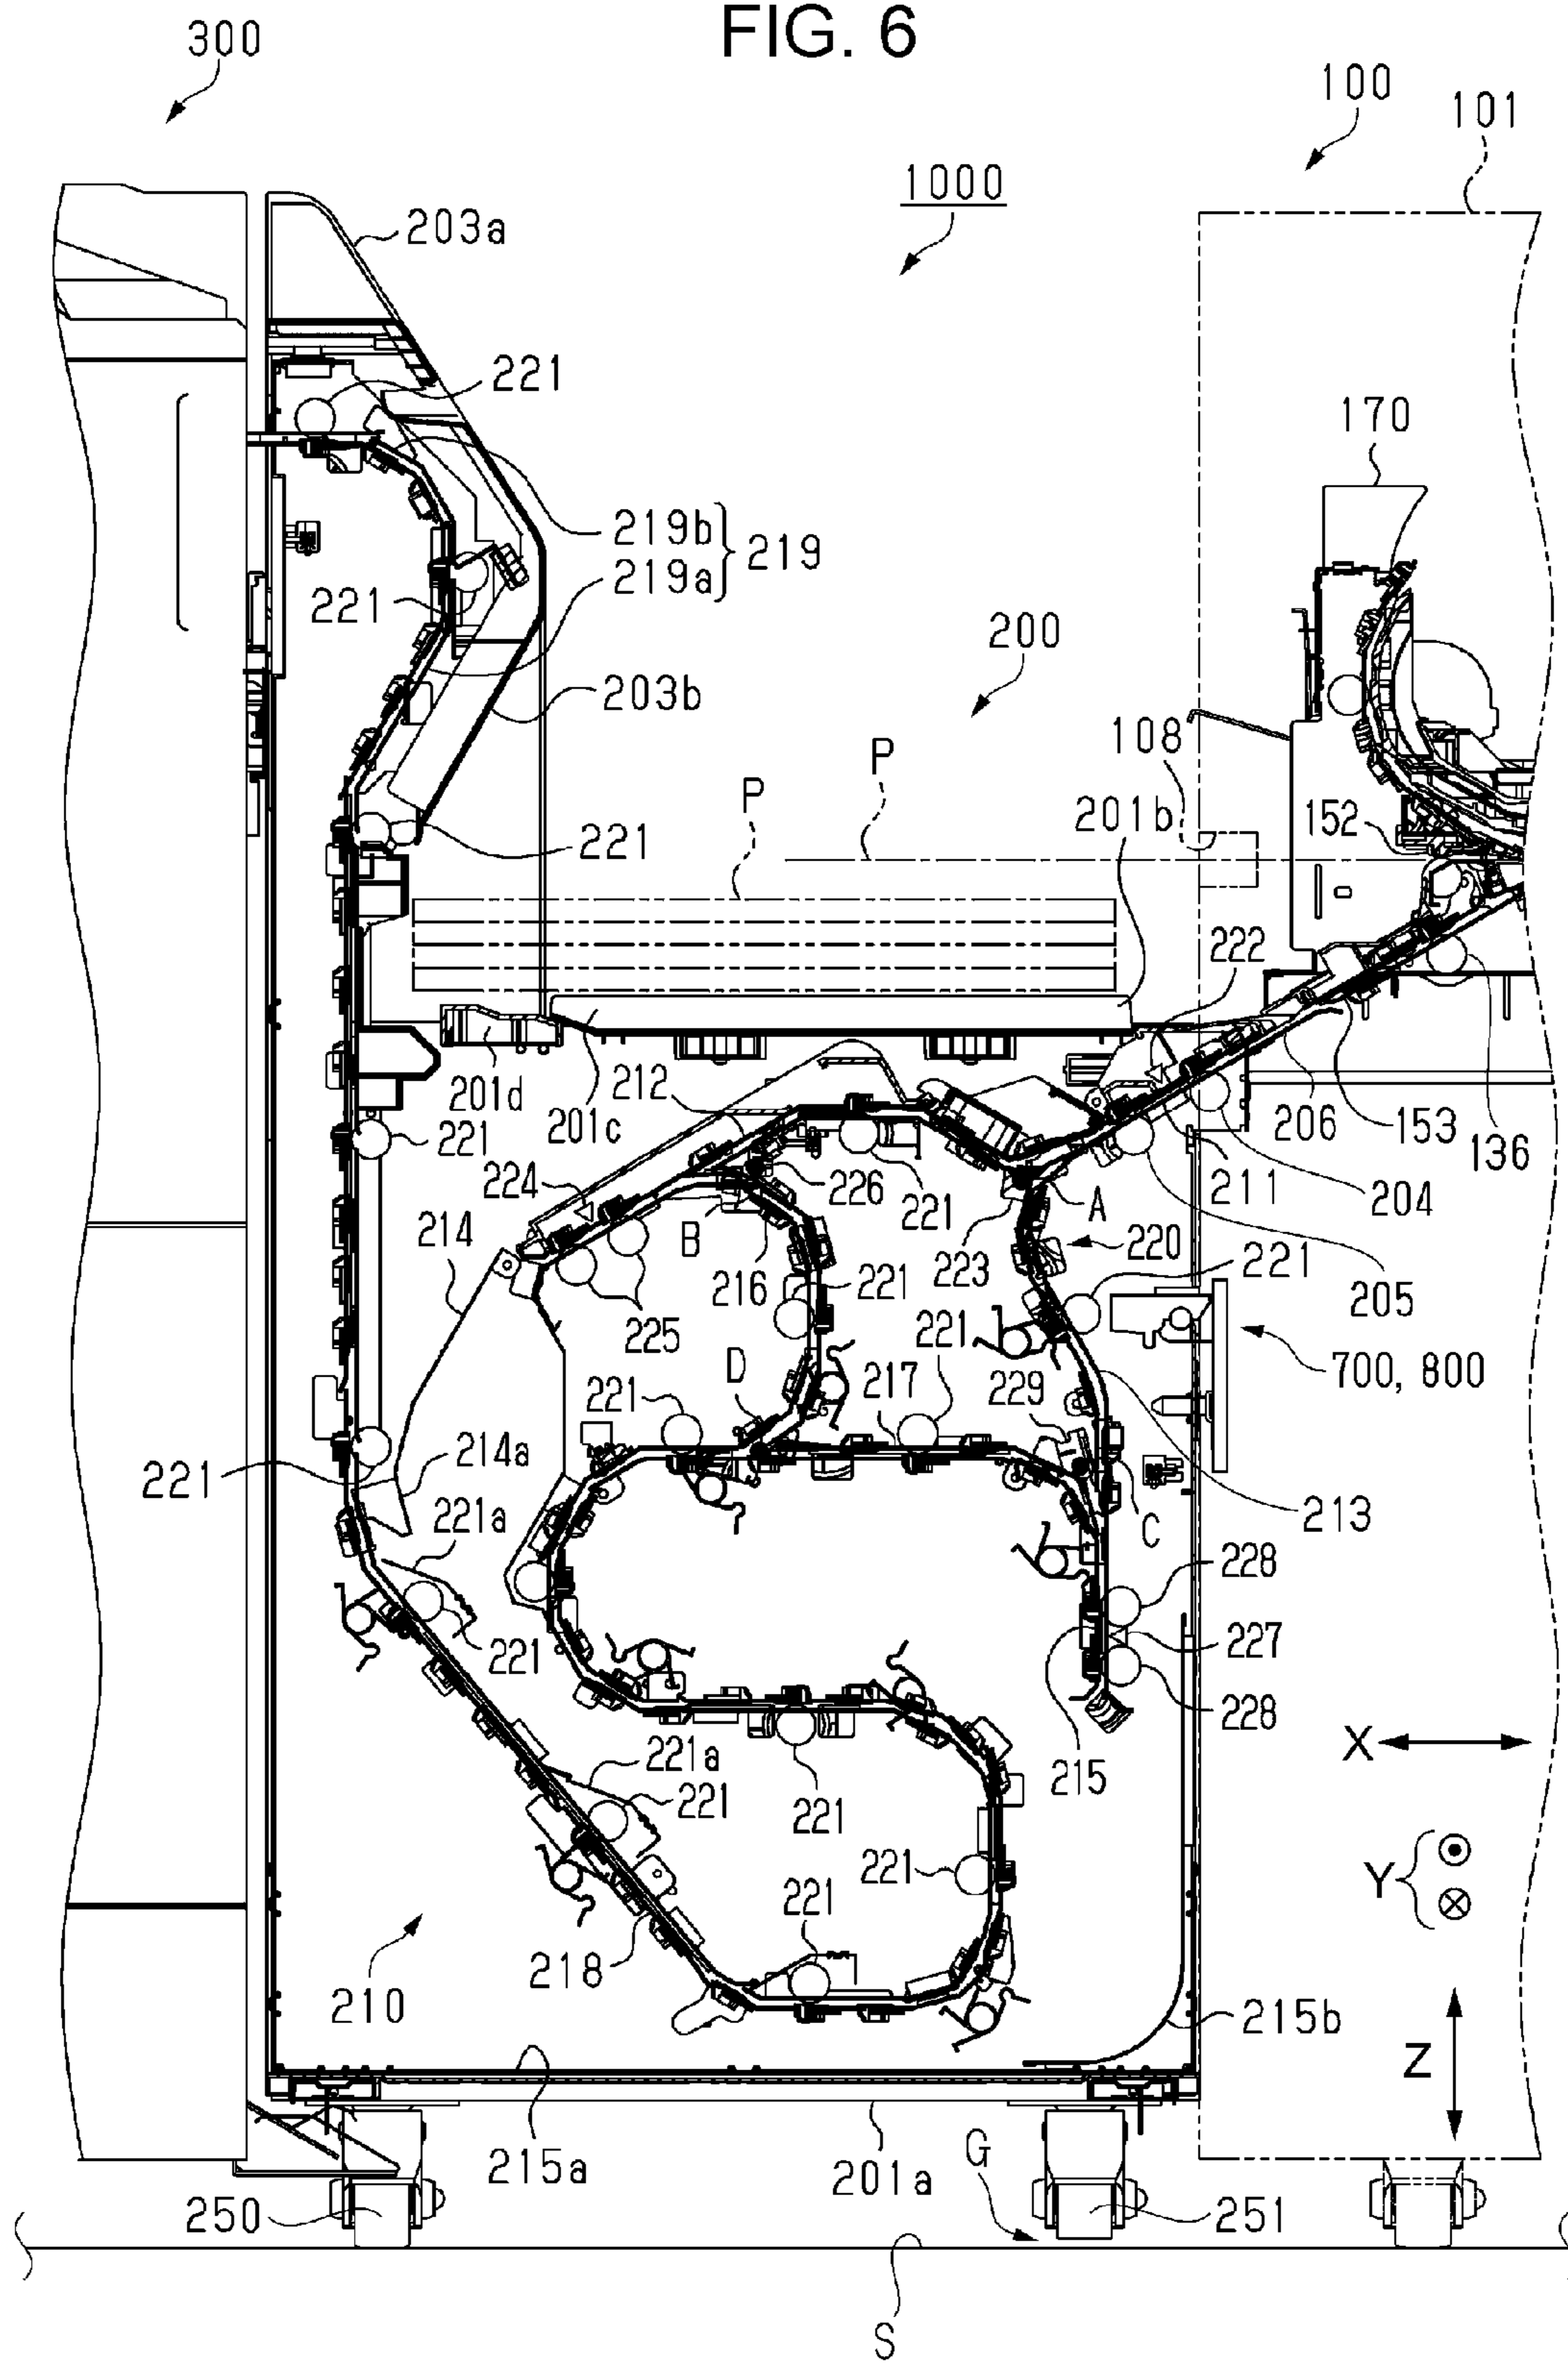 FIG. 6
300
100
101
1000
203a
221
170
219b
219a
219
221
200
203b
108
P
P
201b
152
221
222
201d
201c
212
206
153
136
221
224
226
221
A
211
204
214
B
216
223
220
221
225
221
205
221
D
217
229
700, 800
221
214a
221a
C
213
228
221
227
228
221a
221
215
X
221
221
221
Y
218
210
215b
Z
215a
201a
G
250
251
S